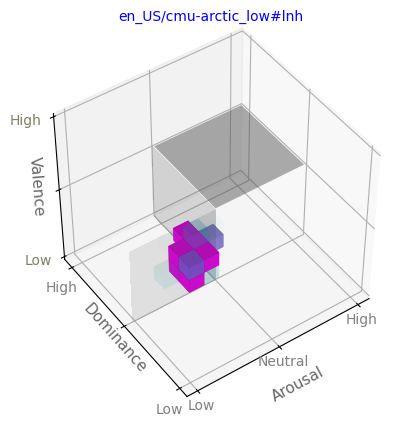 en_US/cmu-arctic_low#lnh
High
Valence
Low
High
Dominance
Low
Low
Neutral
Arousal
High